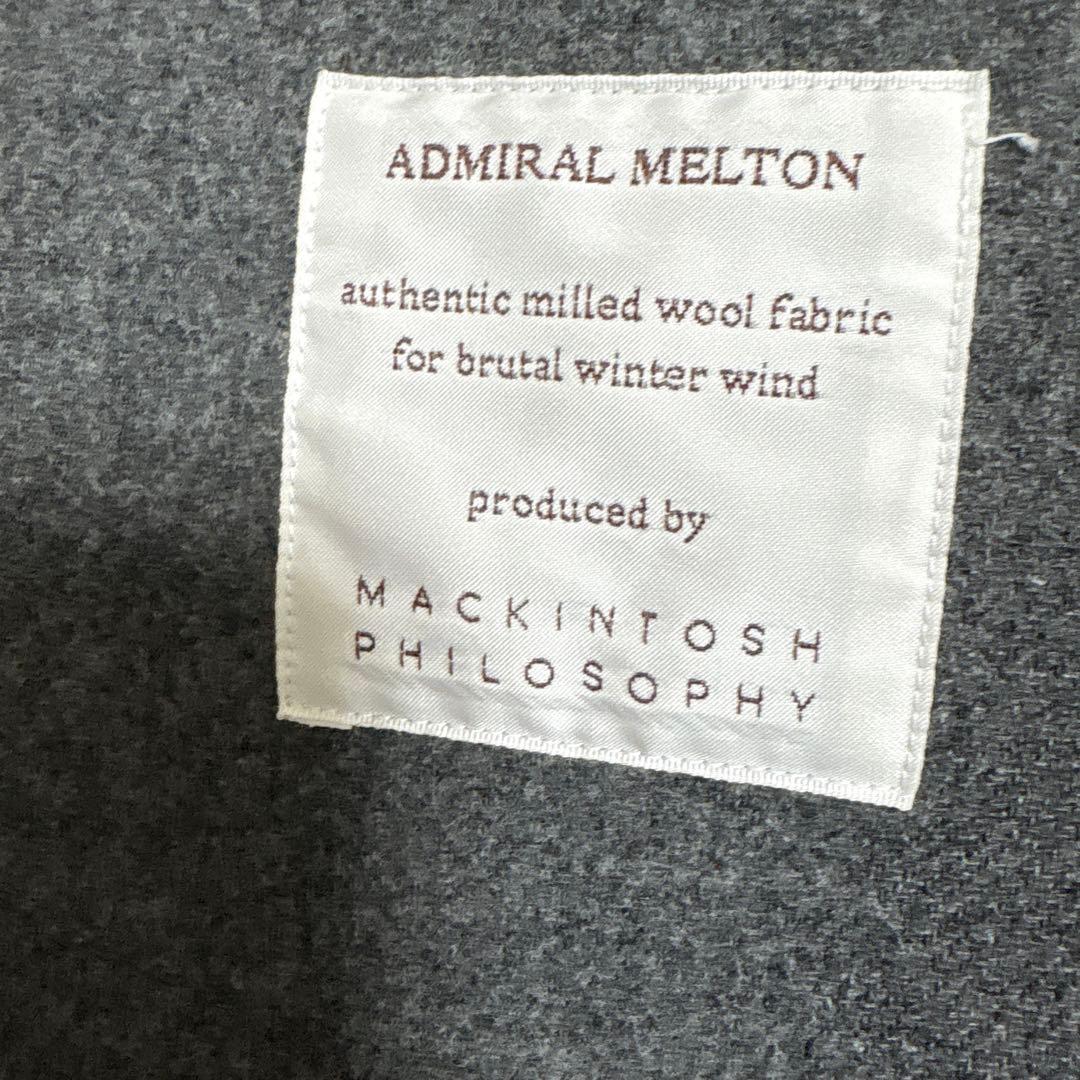 ADMIRAL MELTON
authentic milled wool fabric
for brutal winter wind
produced by
MACKINTOSH
PHILOSOPHY